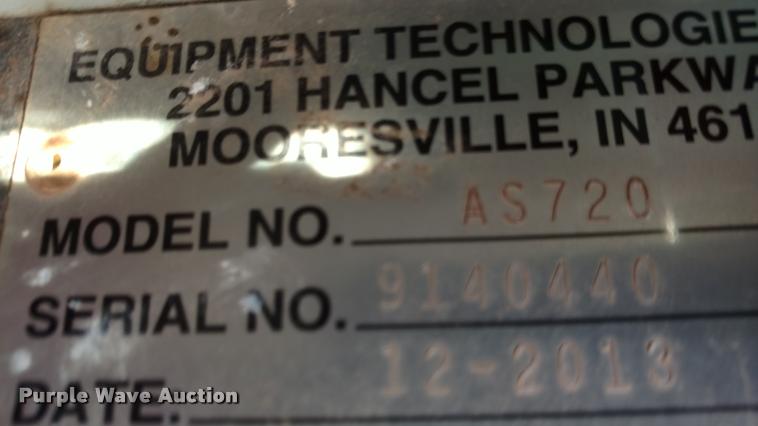 EQUIPMENT TECHNOLOGIE
2201 HANCEL PARKWA
MOORESVILLE, IN 461
MODEL NO. AS720
SERIAL NO. 9140440
DATE. 12-2013
Purple Wave Auction